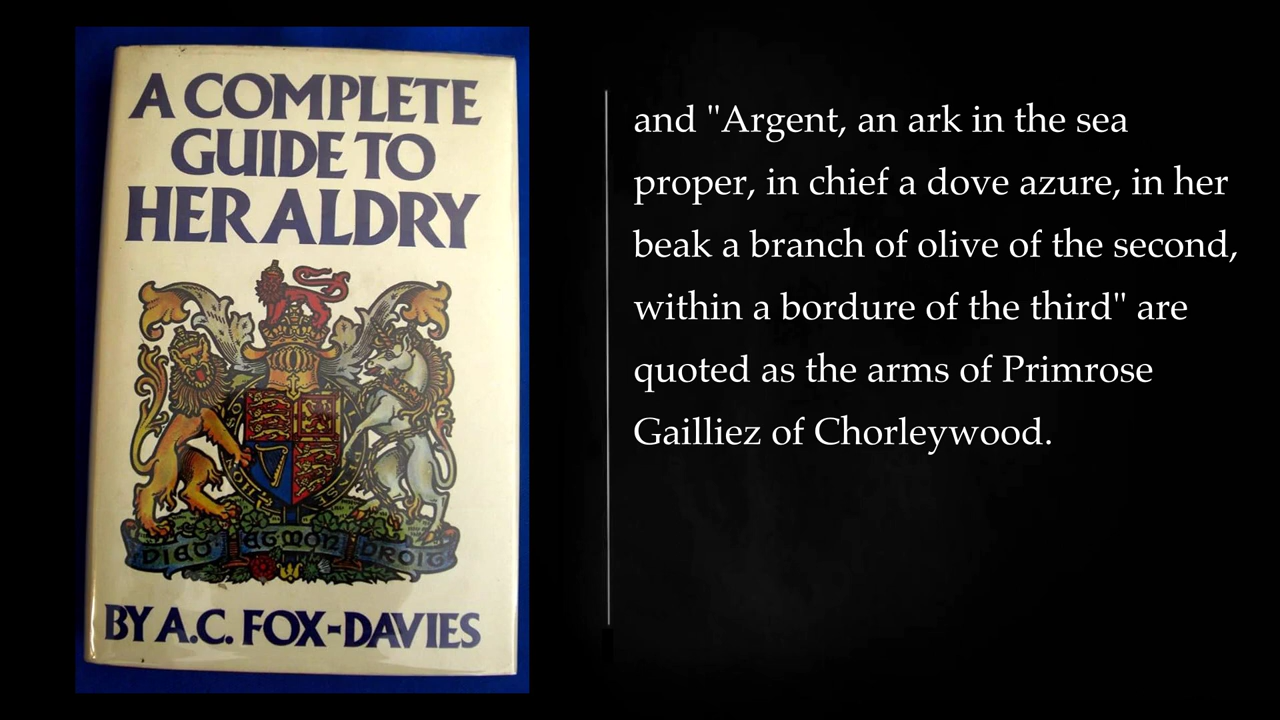 A COMPLETE
GUIDE TO
HERALDRY
DIEU ET MON DROIT
BY A.C. FOX-DAVIES
and "Argent, an ark in the sea
proper, in chief a dove azure, in her
beak a branch of olive of the second,
within a bordure of the third" are
quoted as the arms of Primrose
Gailliez of Chorleywood.